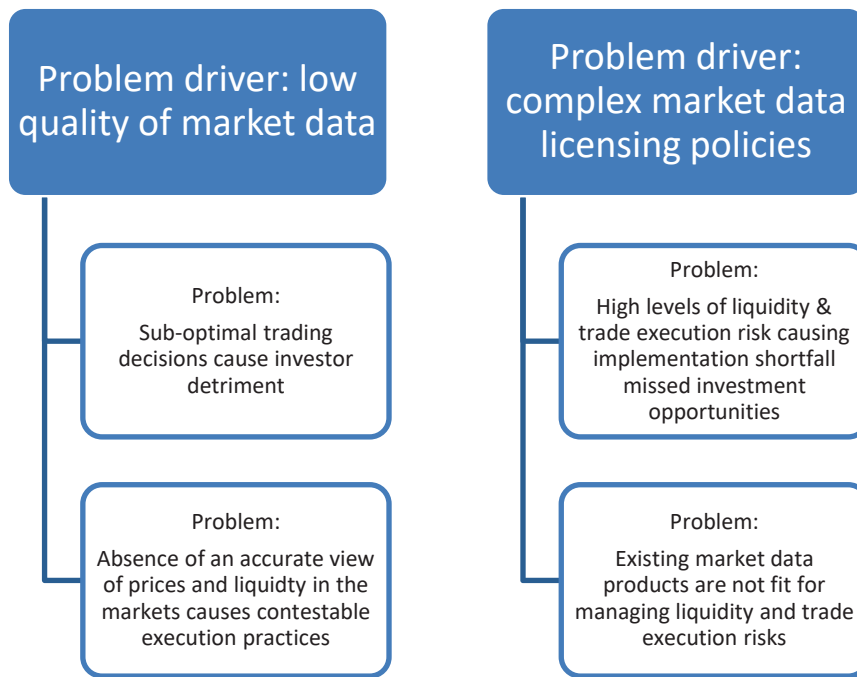 Problem driver: low
quality of market data
Problem:
Sub-optimal trading
decisions cause investor
detriment
Problem:
Absence of an accurate view
of prices and liquidty in the
markets causes contestable
execution practices
Problem driver:
complex market data
licensing policies
Problem:
High levels of liquidity &
trade execution risk causing
implementation shortfall
missed investment
opportunities
Problem:
Existing market data
products are not fit for
managing liquidity and trade
execution risks